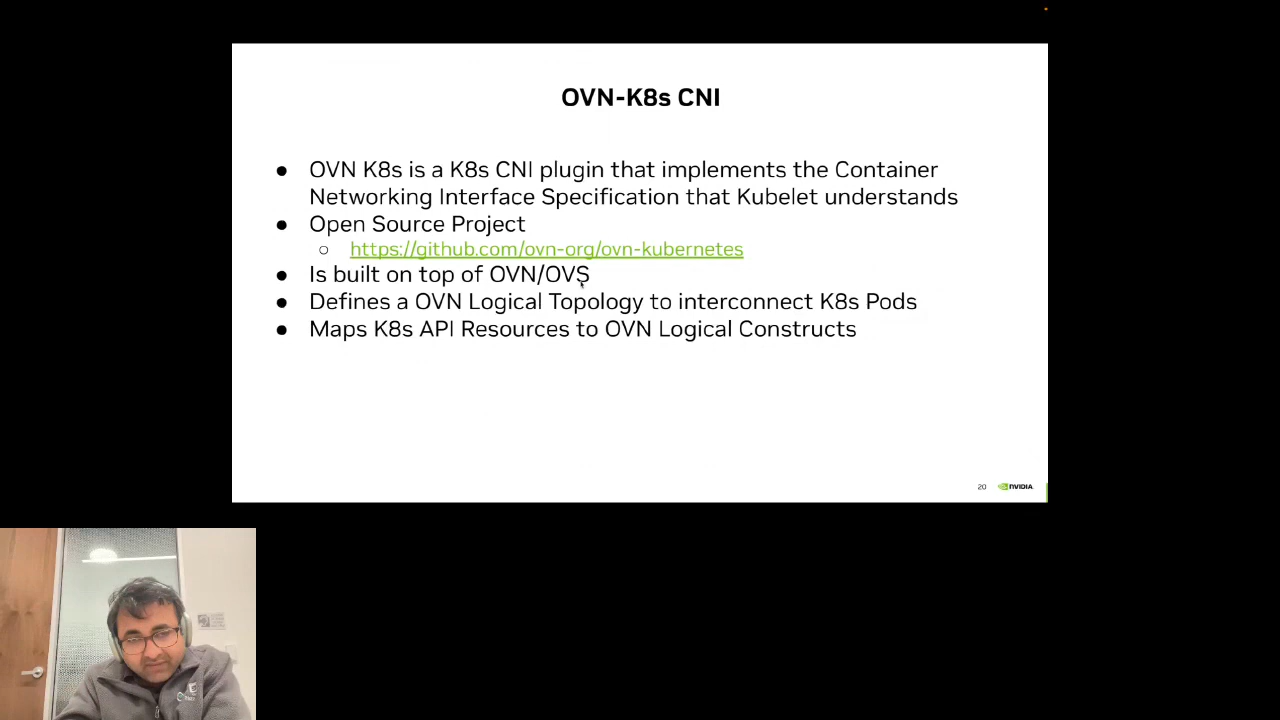 OVN-K8s CNI
● OVN K8s is a K8s CNI plugin that implements the Container
Networking Interface Specification that Kubelet understands
● Open Source Project
○ https://github.com/ovn-org/ovn-kubernetes
● Is built on top of OVN/OVS
● Defines a OVN Logical Topology to interconnect K8s Pods
● Maps K8s API Resources to OVN Logical Constructs
20 NVIDIA